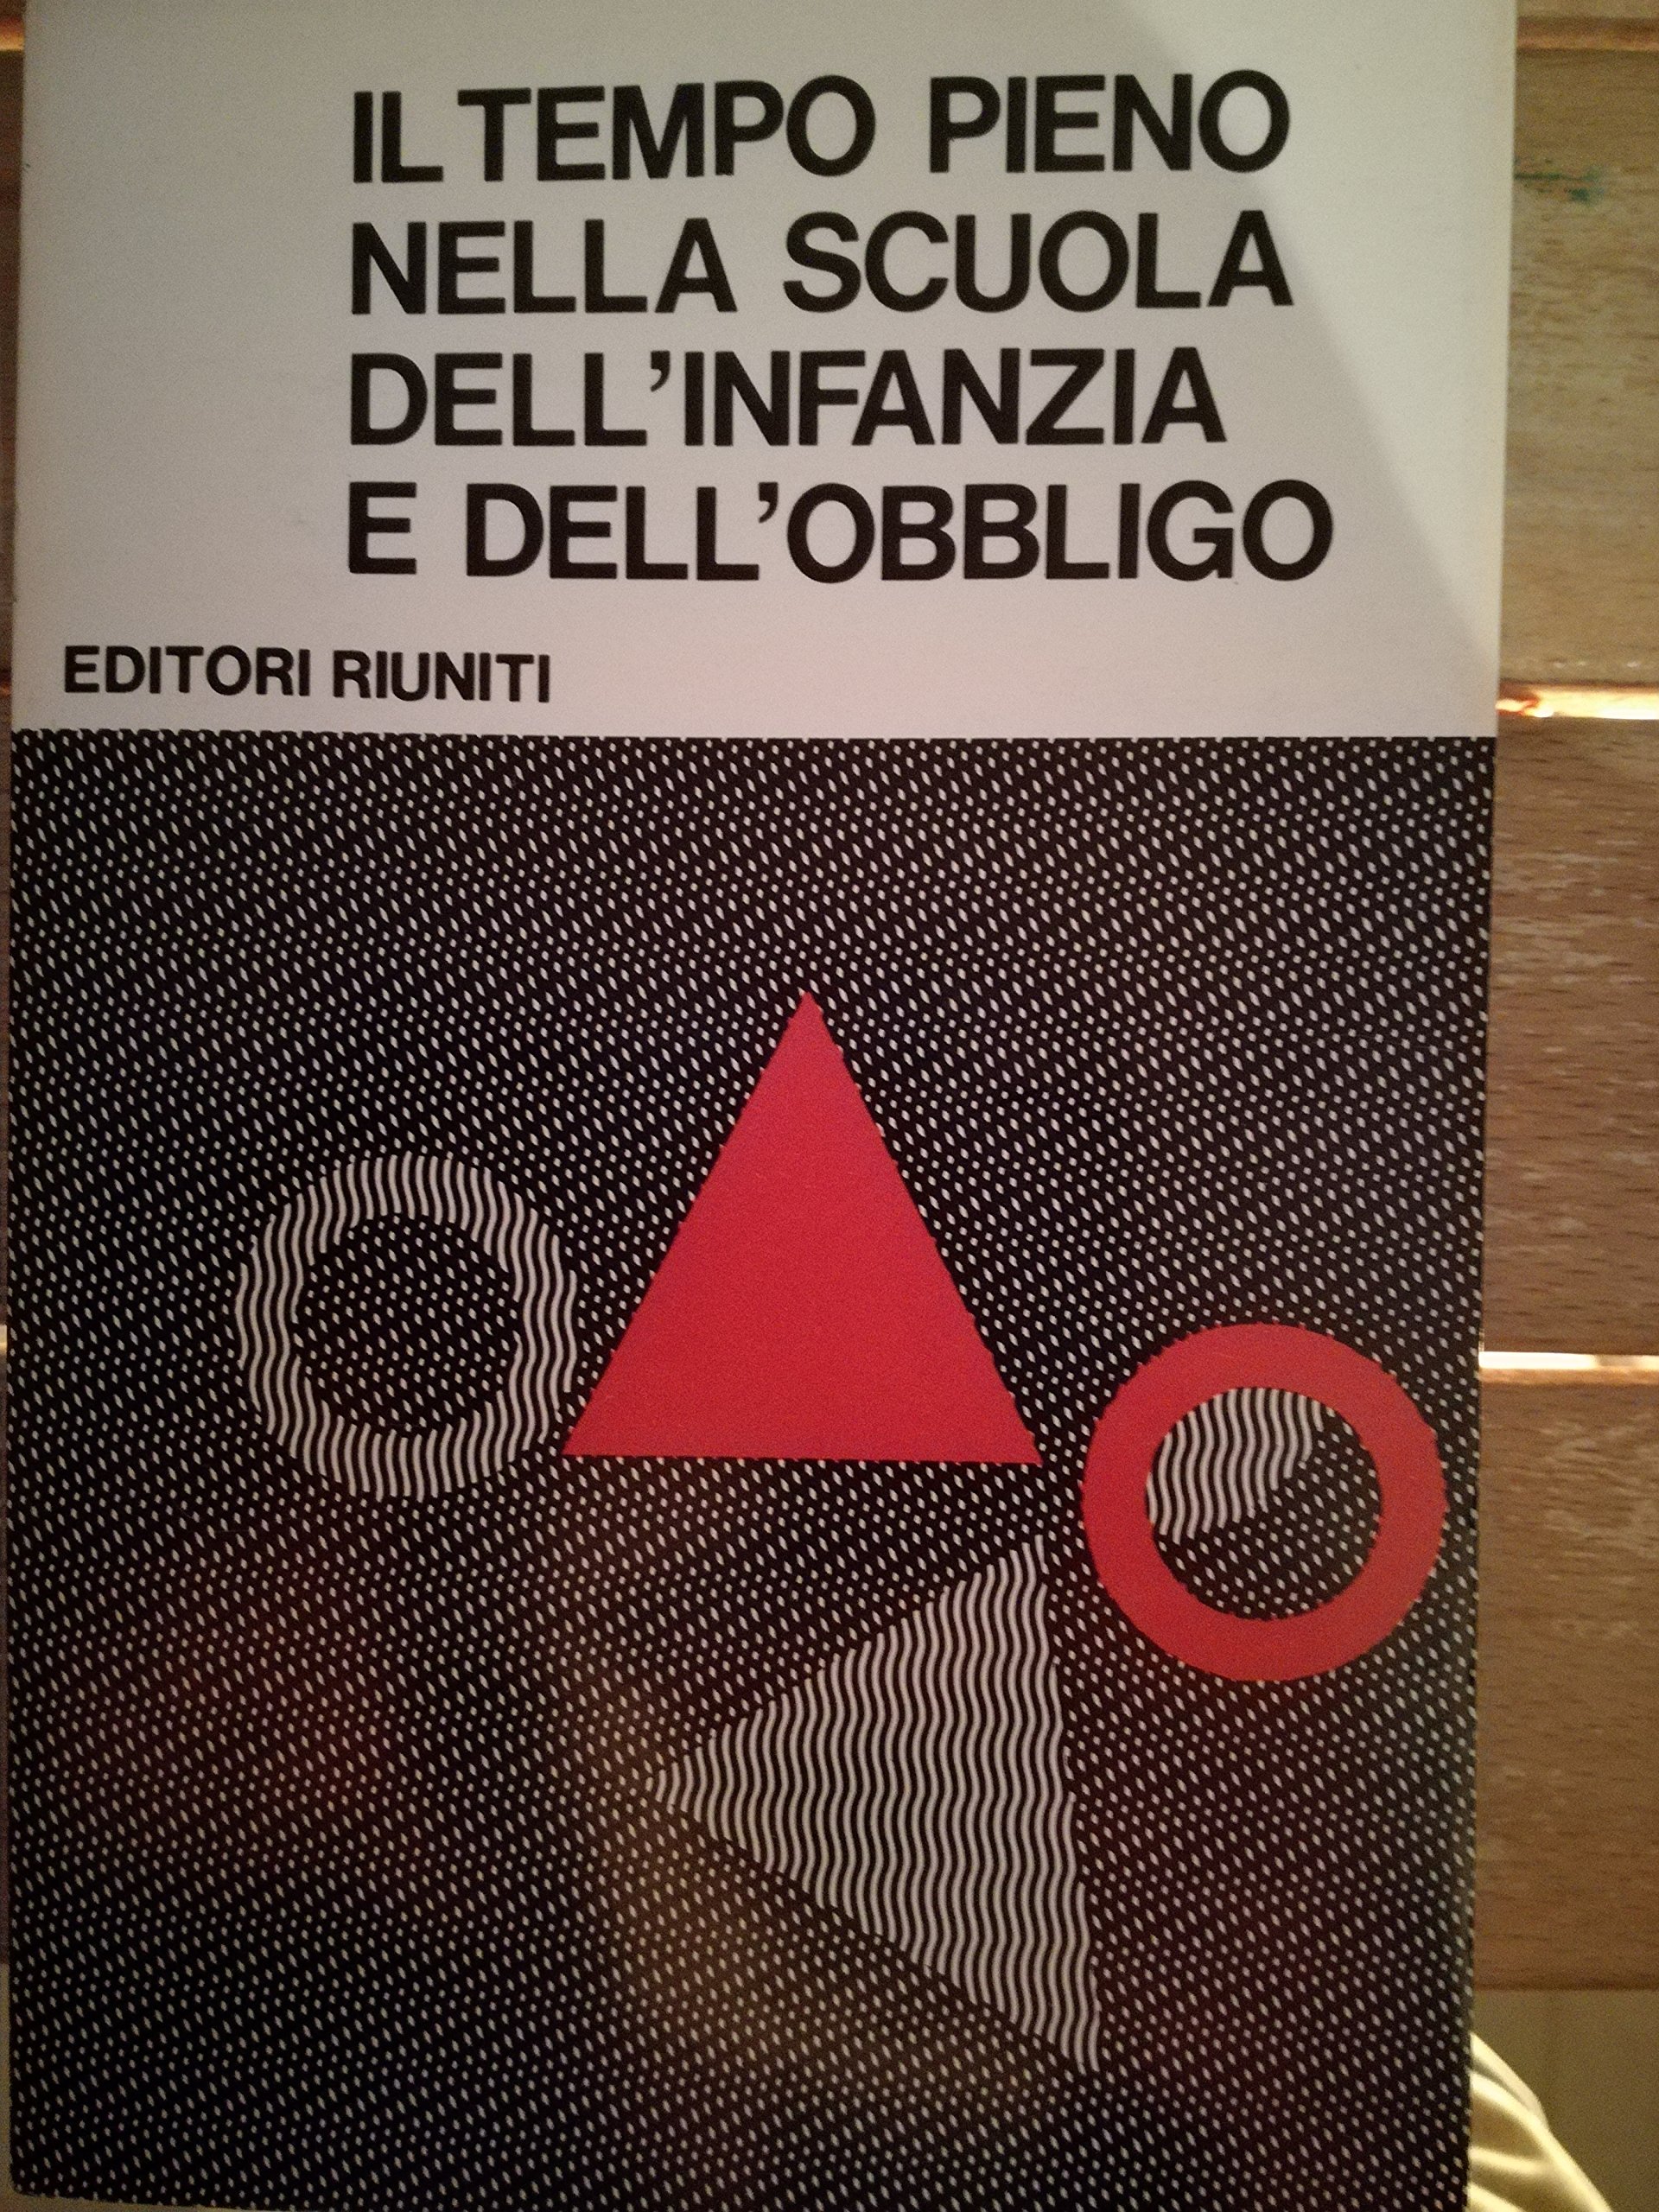 IL TEMPO PIENO
NELLA SCUOLA
DELL'INFANZIA
E DELL'OBBLIGO
EDITORI RIUNITI